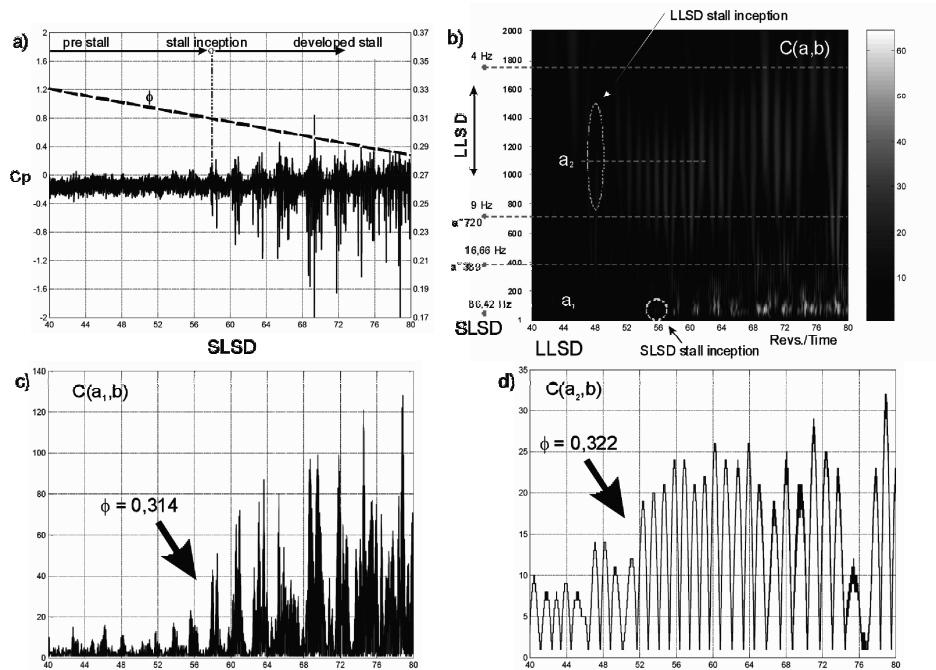 a)
pre stall stall inception developed stall
2 0.37
1.6 0.35
1.2 0.33
ϕ
0.8 0.31
0.4 0.29
Cp 0 0.27
-0.4 0.25
-0.8 0.23
-1.2 0.21
-1.6 0.19
-2 0.17
40 44 48 52 56 60 64 68 72 76 80
SLSD
b)
LLSD stall inception
C(a,b)
2000
4 Hz
1800
1600
1400
1200
LLSD
a2
1000
800
9 Hz
a~720
600
16,66 Hz
400
200
a1
86,42 Hz
1
SLSD
60
50
40
30
20
10
40 44 48 52 56 60 64 68 72 76 80
Revs./Time
LLSD
SLSD stall inception
c)
C(a1,b)
140
120
100
80
60
40
20
0
ϕ = 0,314
40 44 48 52 56 60 64 68 72 76 80
d)
C(a2,b)
35
30
25
20
15
10
5
0
ϕ = 0,322
40 44 48 52 56 60 64 68 72 76 80